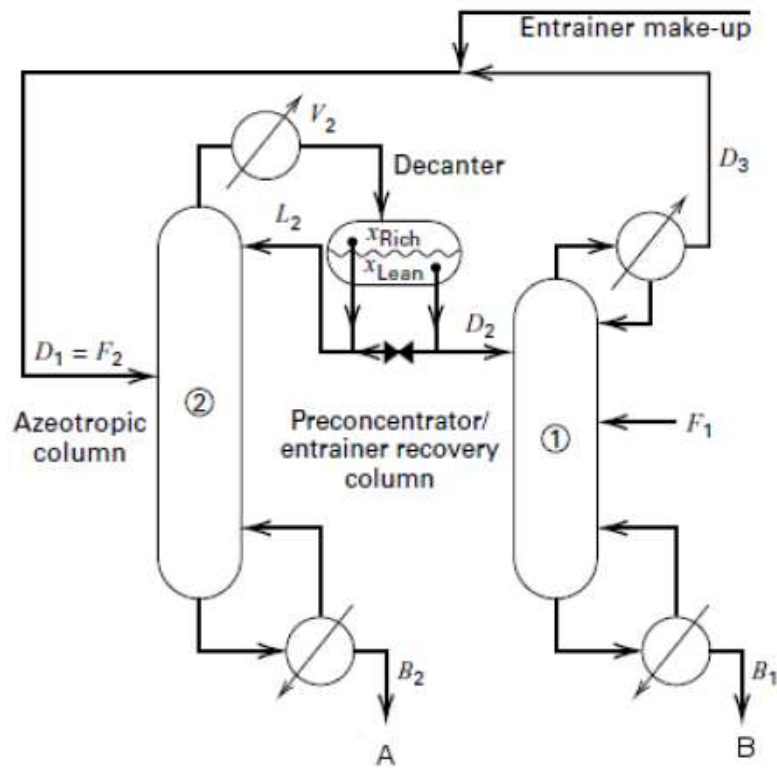 Entrainer make-up
V2
Decanter
D3
L2
xRich
xLean
D2
D1 = F2
②
Azeotropic
column
Preconcentrator/
entrainer recovery
column
①
F1
B2
B1
A
B